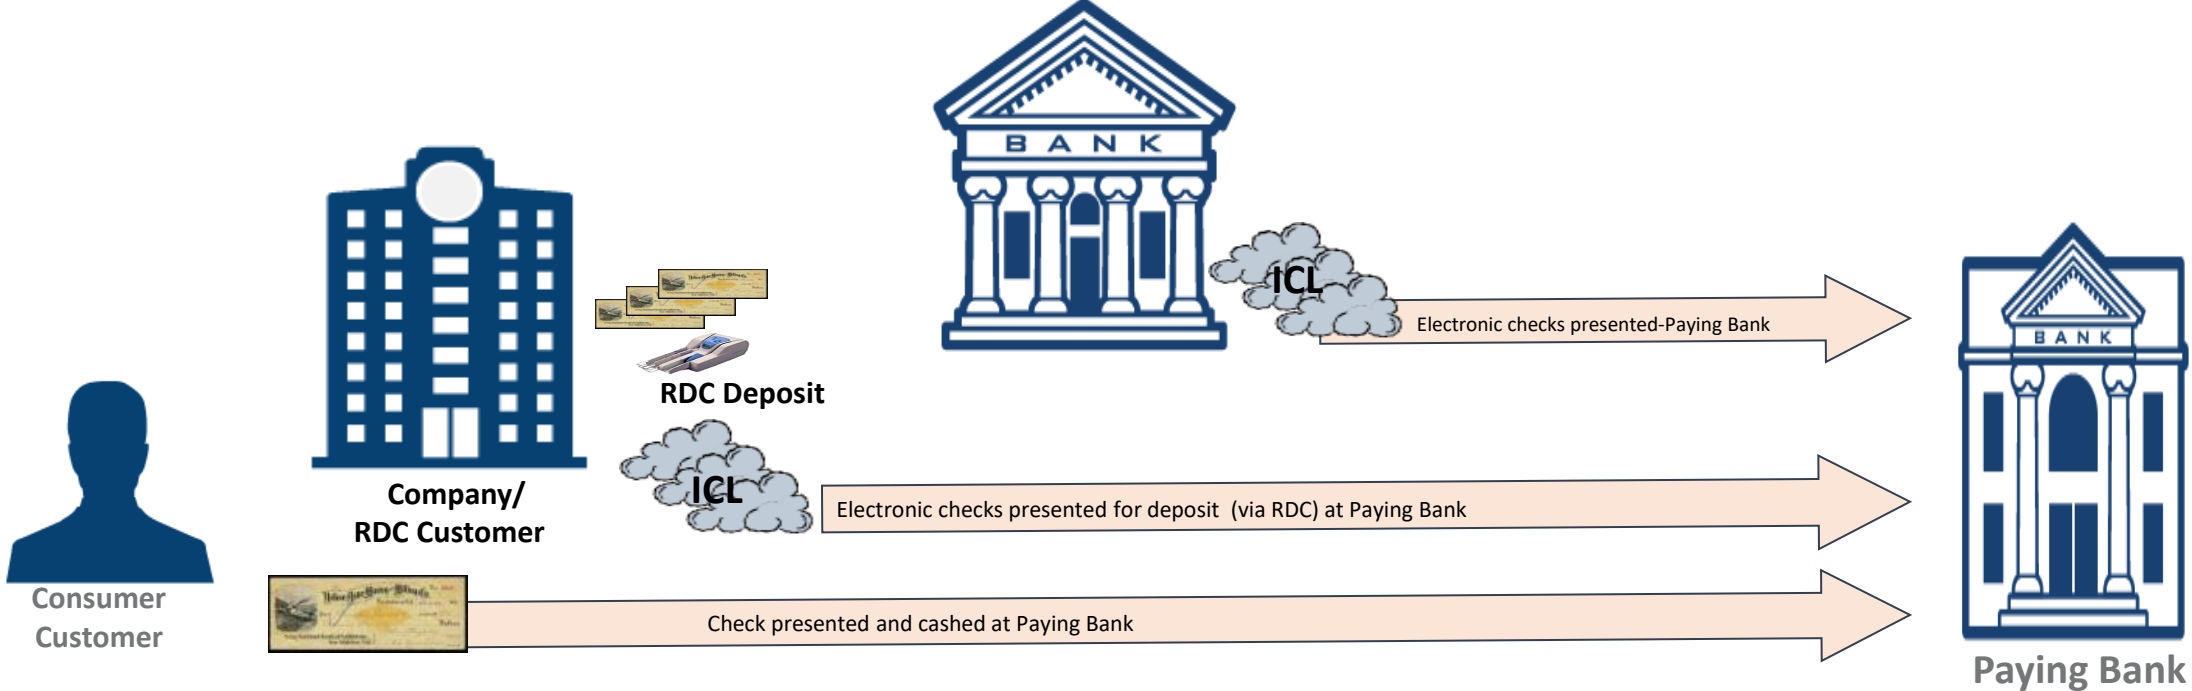 BANK
ICL
Electronic checks presented-Paying Bank
BANK
RDC Deposit
Company/
RDC Customer
ICL
Electronic checks presented for deposit (via RDC) at Paying Bank
Consumer
Customer
Check presented and cashed at Paying Bank
Paying Bank